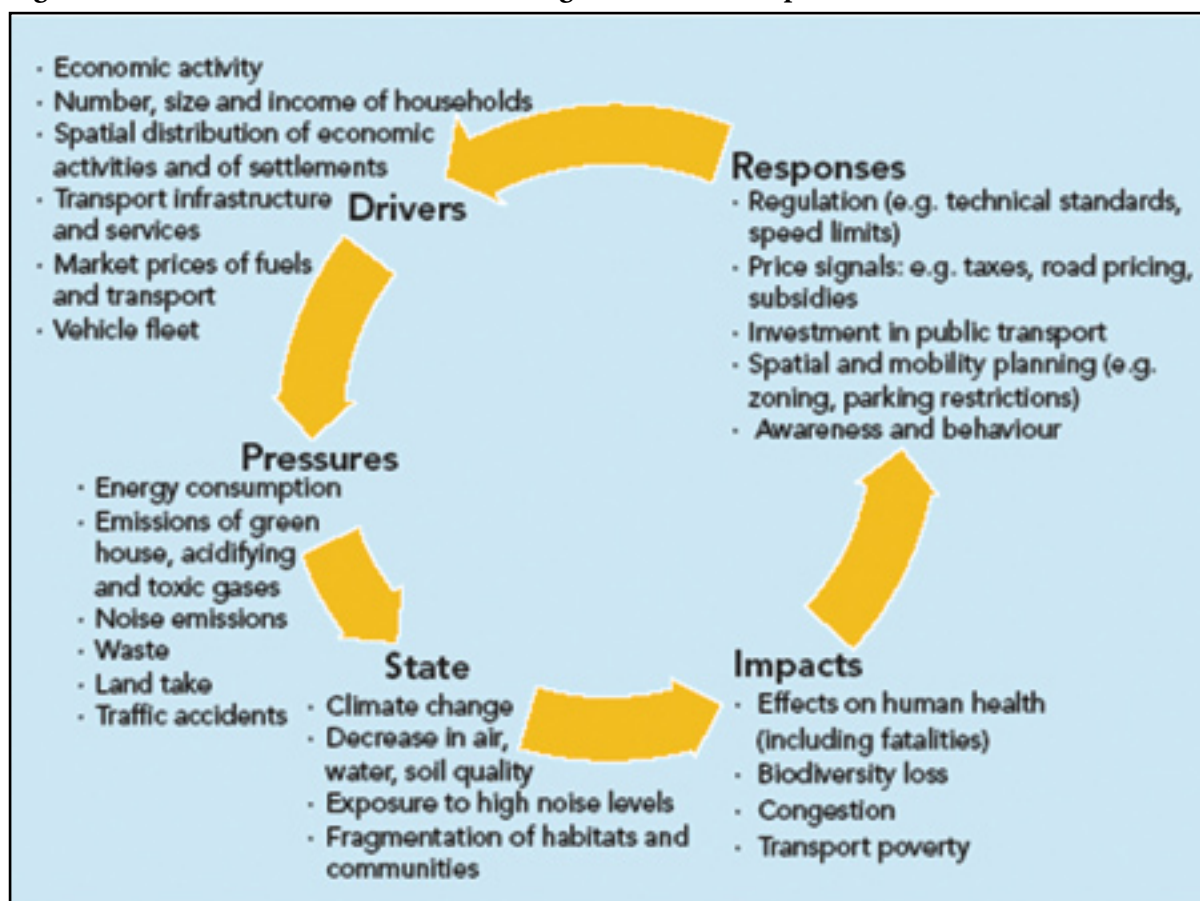 · Economic activity
· Number, size and income of households
· Spatial distribution of economic
activities and of settlements
· Transport infrastructure
and services
· Market prices of fuels
and transport
· Vehicle fleet
Drivers
Responses
· Regulation (e.g. technical standards,
speed limits)
· Price signals: e.g. taxes, road pricing,
subsidies
· Investment in public transport
· Spatial and mobility planning (e.g.
zoning, parking restrictions)
· Awareness and behaviour
Pressures
· Energy consumption
· Emissions of green
house, acidifying
and toxic gases
· Noise emissions
· Waste
· Land take
· Traffic accidents
State
· Climate change
· Decrease in air,
water, soil quality
· Exposure to high noise levels
· Fragmentation of habitats and
communities
Impacts
· Effects on human health
(including fatalities)
· Biodiversity loss
· Congestion
· Transport poverty